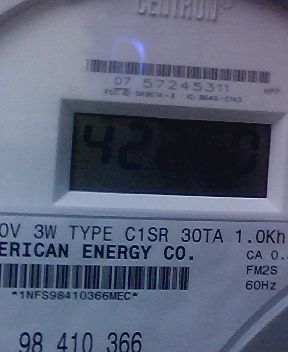 CENTRON®
07 57245311
0V 3W TYPE C1SR 30TA 1.0Kh
ERICAN ENERGY CO.
CA 0.
FM2S
*1NFS98410366MEC*
60Hz
98 410 366